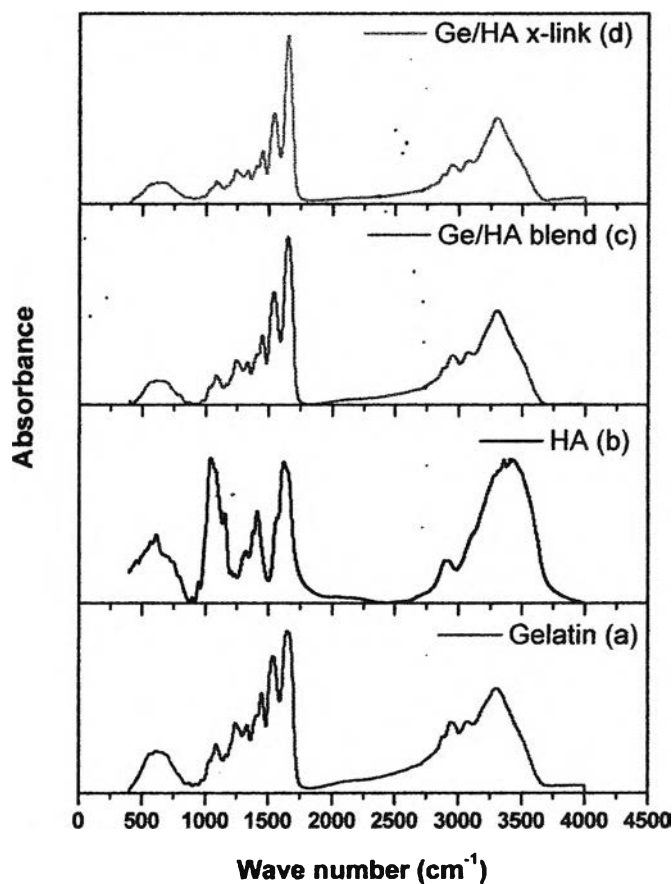 Ge/HA x-link (d)
Ge/HA blend (c)
HA (b)
Gelatin (a)
Absorbance
0 500 1000 1500 2000 2500 3000 3500 4000 4500
Wave number (cm⁻¹)